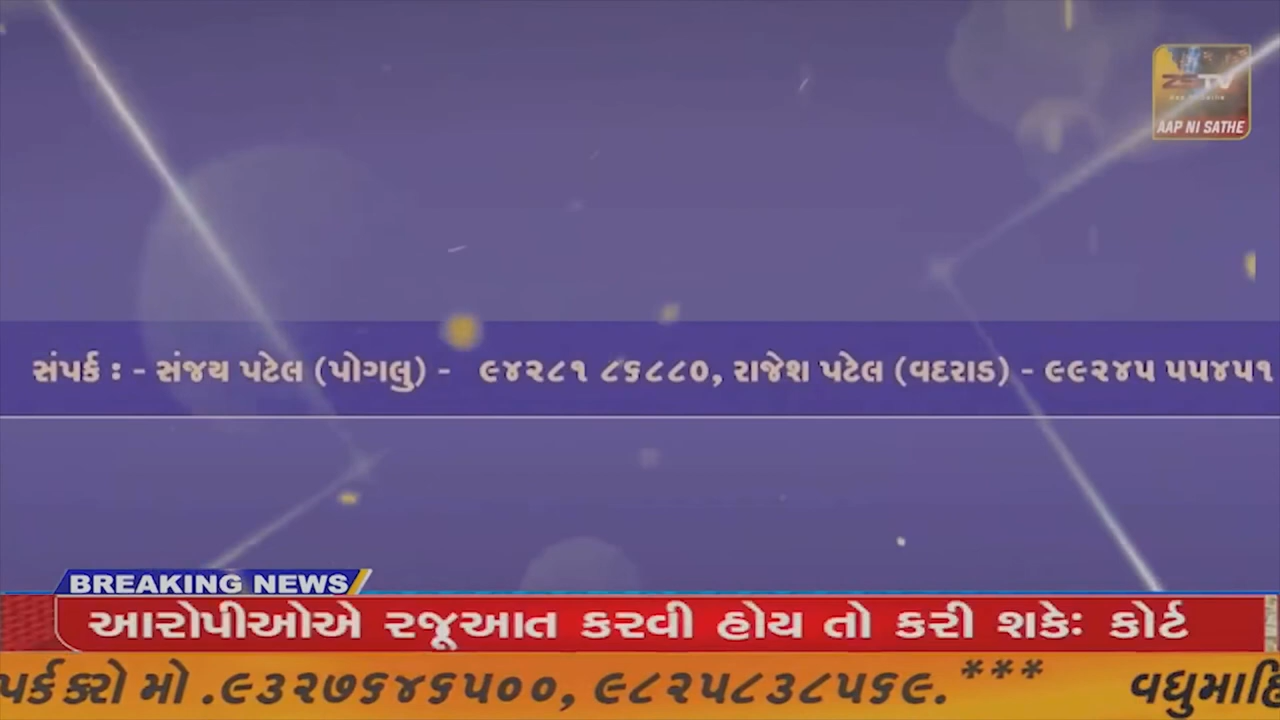 ZSTV
AAP NI SATHE
સંપર્ક : - સંજય પટેલ (પોગલુ) - ૯૪૨૮૧ ૮૬૮૮૦, રાજેશ પટેલ (વદરાડ) - ૯૯૨૪૫ ૫૫૪૫૧
BREAKING NEWS
આરોપીઓએ રજૂઆત કરવી હોય તો કરી શકેઃ કોર્ટ
પર્ક કરો મો .૯૩૨૭૬૪૬૫૦૦, ૯૮૨૫૮૩૮૫૬૯. *** વધુમાહિ